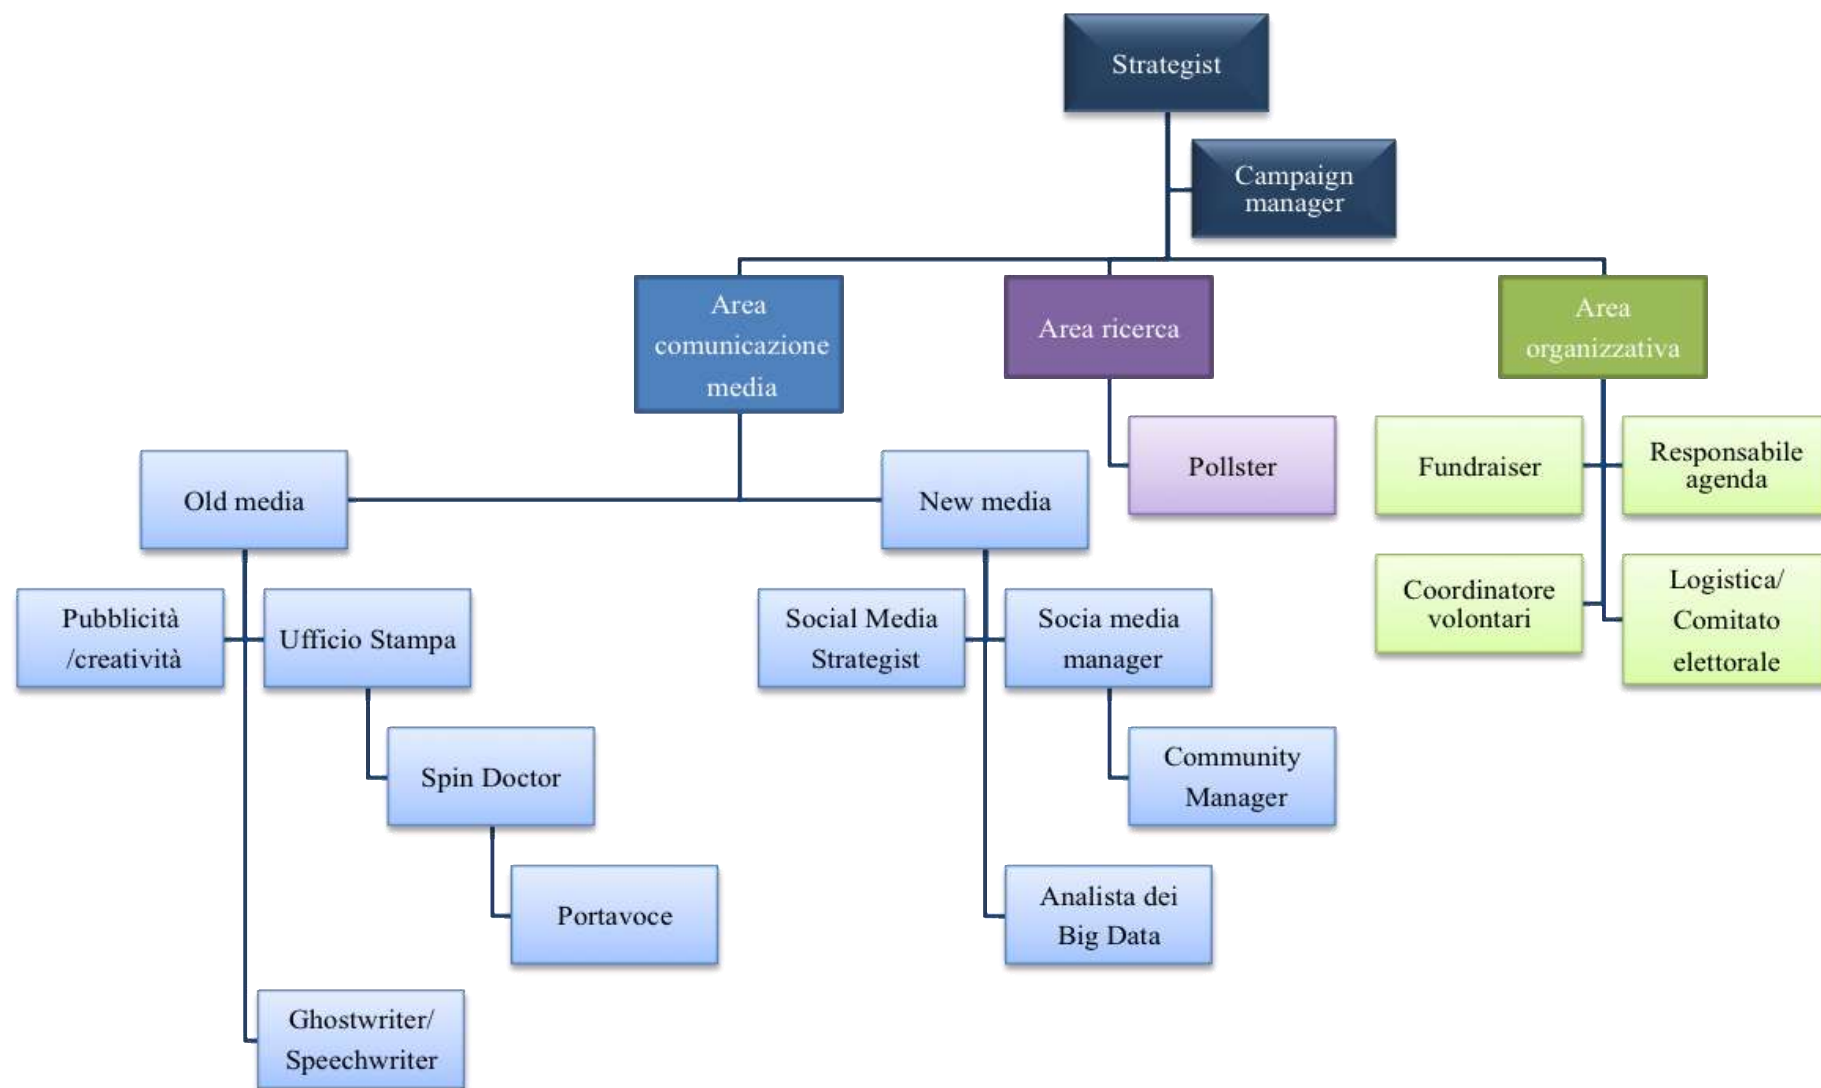 Strategist
Campaign
manager
Area
comunicazione
media
Area ricerca
Area
organizzativa
Old media
New media
Pollster
Fundraiser
Responsabile
agenda
Pubblicità
/creatività
Ufficio Stampa
Social Media
Strategist
Socia media
manager
Coordinatore
volontari
Logistica/
Comitato
elettorale
Spin Doctor
Community
Manager
Portavoce
Analista dei
Big Data
Ghostwriter/
Speechwriter